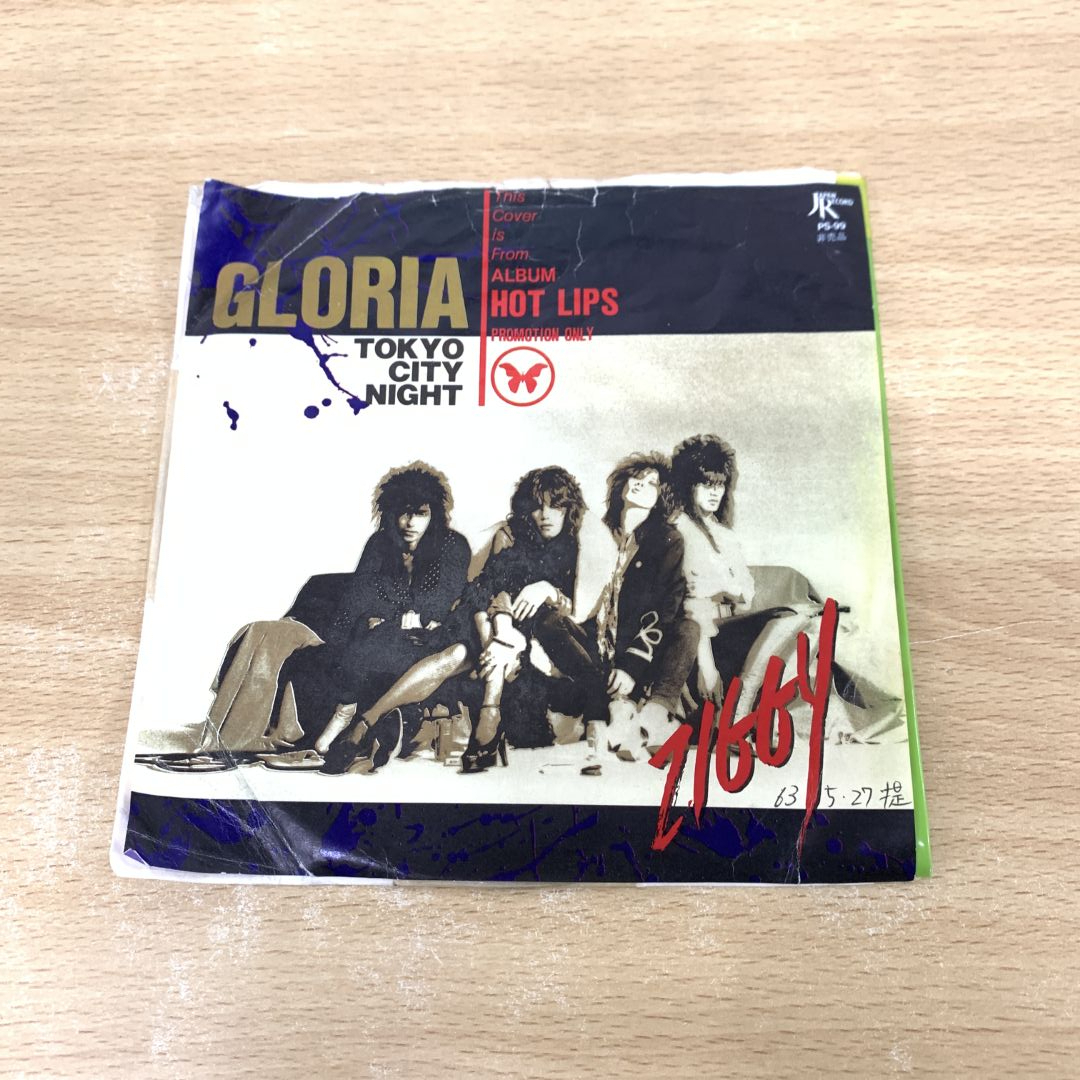 GLORIA
TOKYO
CITY
NIGHT
This
Cover
is
From
ALBUM
HOT LIPS
PROMOTION ONLY
JAPAN
RECORD
JR
PS-99
非売品
ZIGGY
63 5・27 提